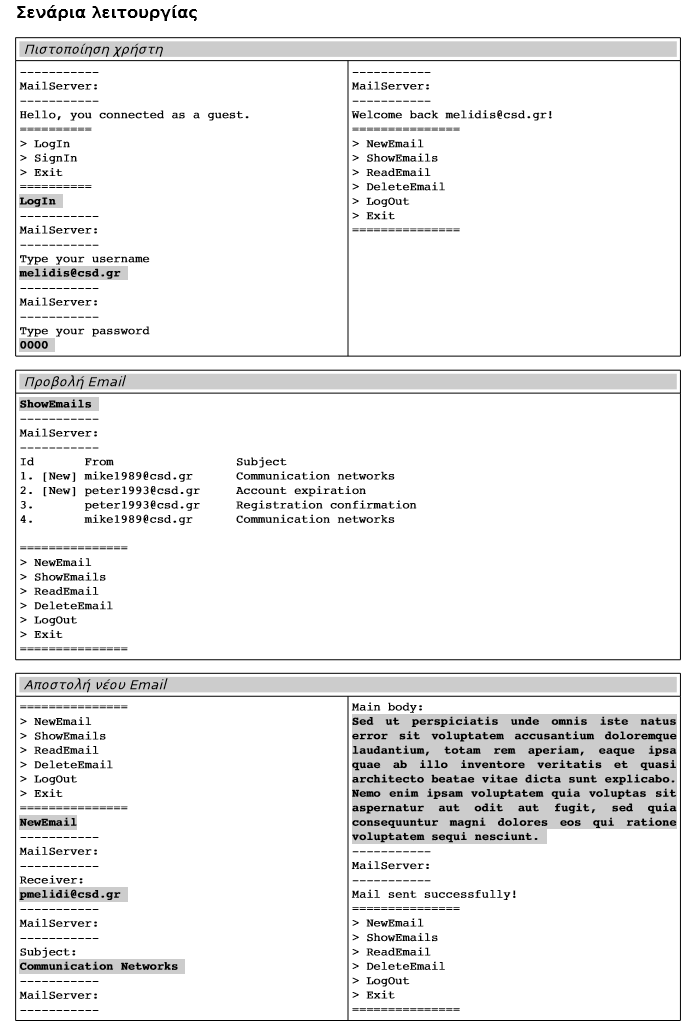 Σενάρια λειτουργίας
Πιστοποίηση χρήστη
-----------
MailServer:
-----------
Hello, you connected as a guest.
==========
> LogIn
> SignIn
> Exit
==========
LogIn
-----------
MailServer:
-----------
Type your username
melidis@csd.gr
-----------
MailServer:
-----------
Type your password
0000
-----------
MailServer:
-----------
Welcome back melidis@csd.gr!
===============
> NewEmail
> ShowEmails
> ReadEmail
> DeleteEmail
> LogOut
> Exit
===============
Προβολή Email
ShowEmails
-----------
MailServer:
-----------
Id From Subject
1. [New] mike1989@csd.gr Communication networks
2. [New] peter1993@csd.gr Account expiration
3. peter1993@csd.gr Registration confirmation
4. mike1989@csd.gr Communication networks
===============
> NewEmail
> ShowEmails
> ReadEmail
> DeleteEmail
> LogOut
> Exit
===============
Αποστολή νέου Email
===============
> NewEmail
> ShowEmails
> ReadEmail
> DeleteEmail
> LogOut
> Exit
===============
NewEmail
-----------
MailServer:
-----------
Receiver:
pmelidi@csd.gr
-----------
MailServer:
-----------
Subject:
Communication Networks
-----------
MailServer:
-----------
Main body:
Sed ut perspiciatis unde omnis iste natus
error sit voluptatem accusantium doloremque
laudantium, totam rem aperiam, eaque ipsa
quae ab illo inventore veritatis et quasi
architecto beatae vitae dicta sunt explicabo.
Nemo enim ipsam voluptatem quia voluptas sit
aspernatur aut odit aut fugit, sed quia
consequuntur magni dolores eos qui ratione
voluptatem sequi nesciunt.
-----------
MailServer:
-----------
Mail sent successfully!
===============
> NewEmail
> ShowEmails
> ReadEmail
> DeleteEmail
> LogOut
> Exit
===============